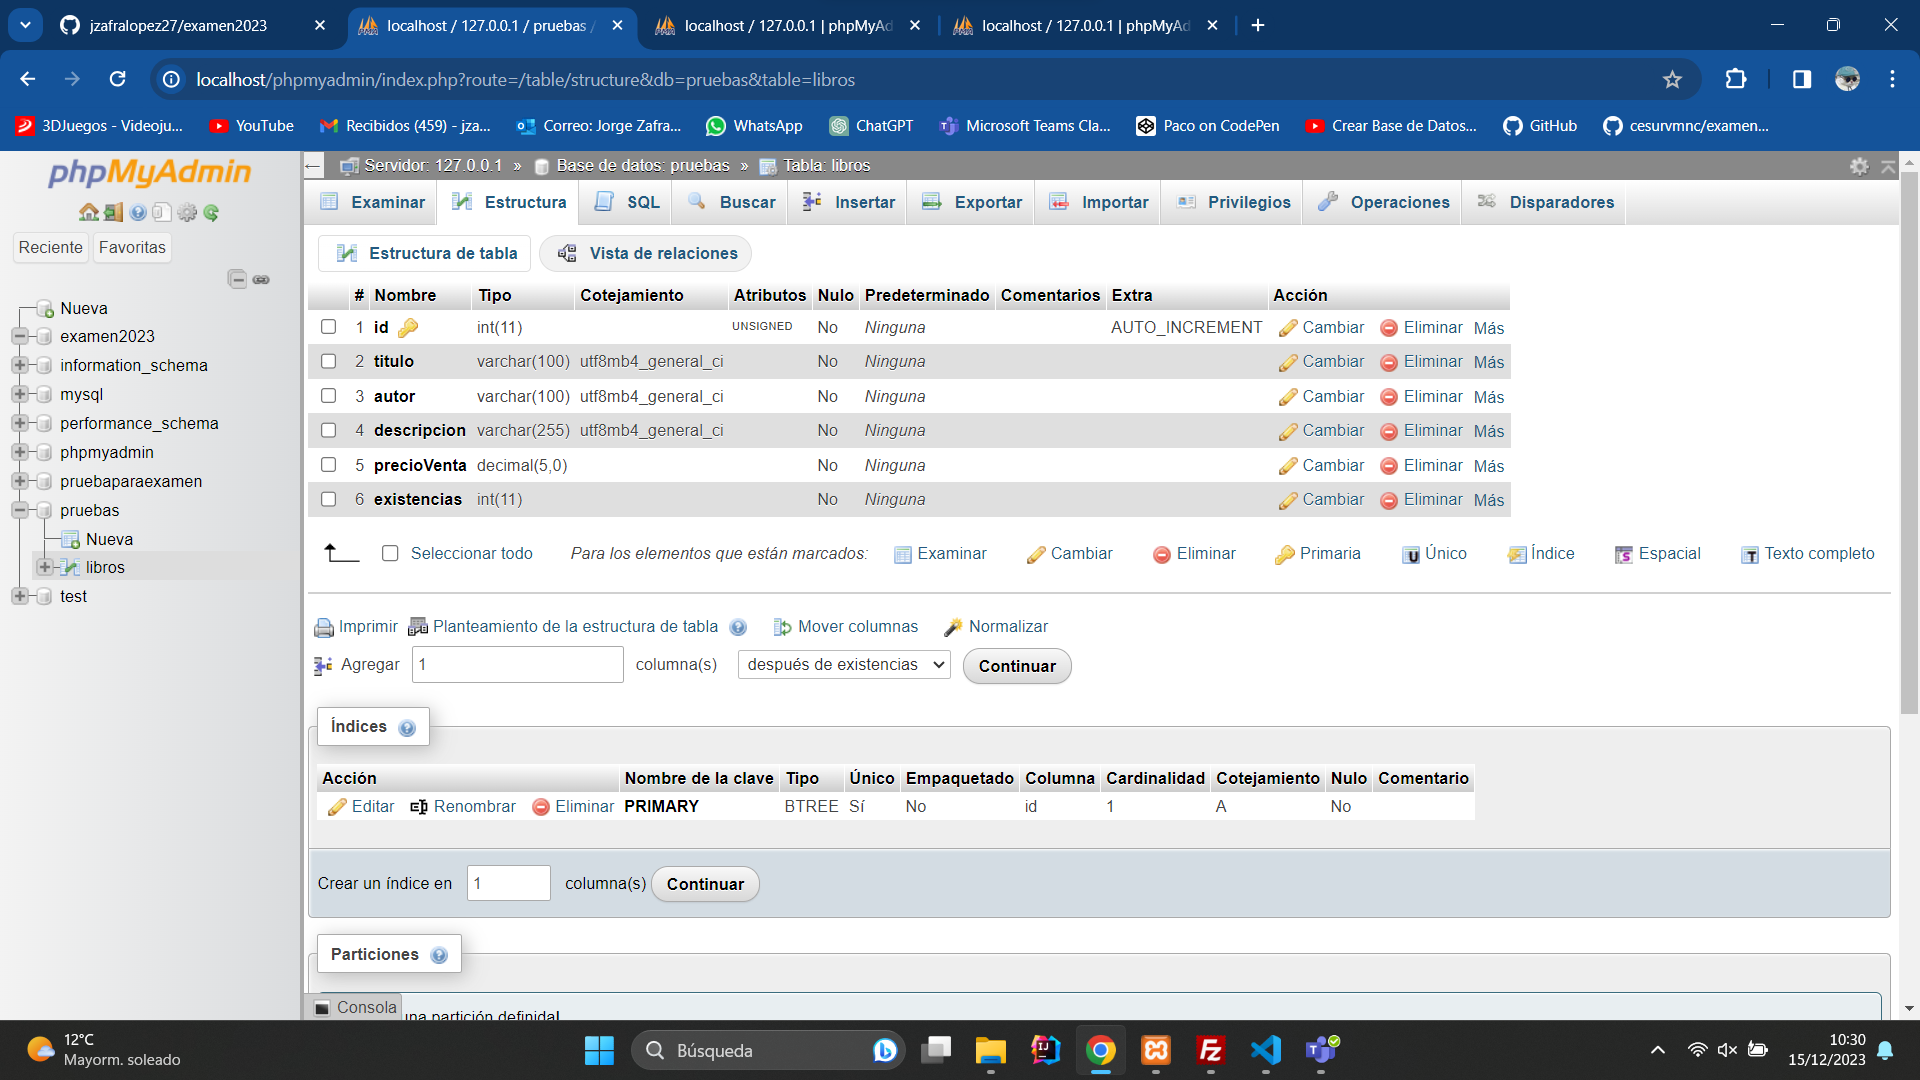 jzafralopez27/examen2023
localhost / 127.0.0.1 / pruebas /
localhost / 127.0.0.1 | phpMyAd
localhost / 127.0.0.1 | phpMyAd
localhost/phpmyadmin/index.php?route=/table/structure&db=pruebas&table=libros
3DJuegos - Videoju... YouTube Recibidos (459) - jza... Correo: Jorge Zafra... WhatsApp ChatGPT Microsoft Teams Cla... Paco on CodePen Crear Base de Datos... GitHub cesurvmnc/examen...
phpMyAdmin
Reciente Favoritas
Nueva
examen2023
information_schema
mysql
performance_schema
phpmyadmin
pruebaparaexamen
pruebas
Nueva
libros
test
Servidor: 127.0.0.1 » Base de datos: pruebas » Tabla: libros
Examinar Estructura SQL Buscar Insertar Exportar Importar Privilegios Operaciones Disparadores
Estructura de tabla Vista de relaciones
# Nombre Tipo Cotejamiento Atributos Nulo Predeterminado Comentarios Extra Acción
1 id int(11) UNSIGNED No Ninguna AUTO_INCREMENT Cambiar Eliminar Más
2 titulo varchar(100) utf8mb4_general_ci No Ninguna Cambiar Eliminar Más
3 autor varchar(100) utf8mb4_general_ci No Ninguna Cambiar Eliminar Más
4 descripcion varchar(255) utf8mb4_general_ci No Ninguna Cambiar Eliminar Más
5 precioVenta decimal(5,0) No Ninguna Cambiar Eliminar Más
6 existencias int(11) No Ninguna Cambiar Eliminar Más
Seleccionar todo Para los elementos que están marcados: Examinar Cambiar Eliminar Primaria Único Índice Espacial Texto completo
Imprimir Planteamiento de la estructura de tabla Mover columnas Normalizar
Agregar 1 columna(s) después de existencias Continuar
Índices
Acción Nombre de la clave Tipo Único Empaquetado Columna Cardinalidad Cotejamiento Nulo Comentario
Editar Renombrar Eliminar PRIMARY BTREE Sí No id 1 A No
Crear un índice en 1 columna(s) Continuar
Particiones
Consola
una partición definida!
12°C
Mayorm. soleado
Búsqueda
10:30
15/12/2023